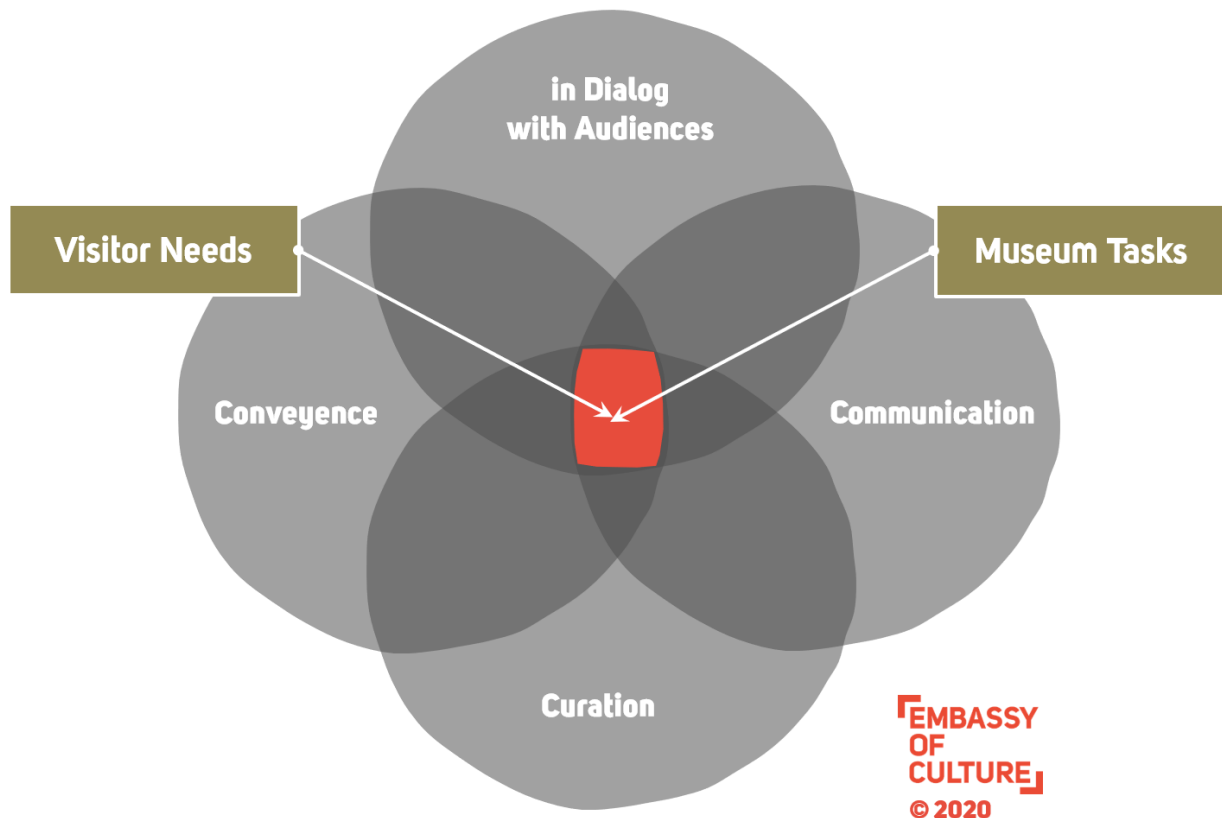 in Dialog
with Audiences
Visitor Needs
Museum Tasks
Conveyence
Communication
Curation
EMBASSY
OF
CULTURE
© 2020